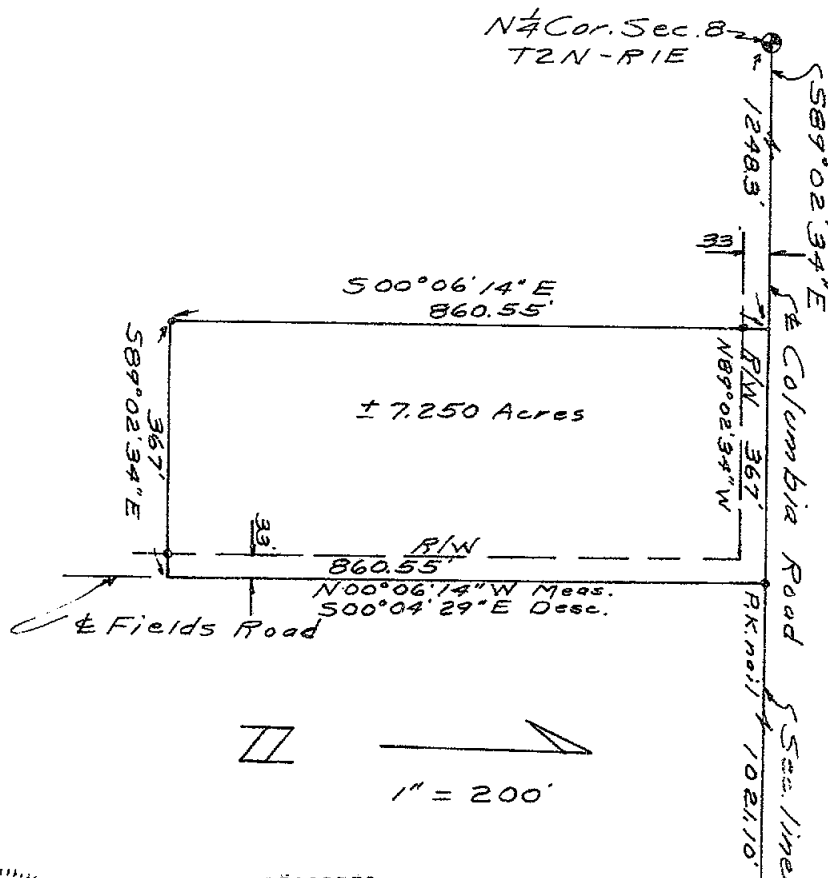 N¼ Cor. Sec. 8
T2N-R1E
S89°02'34"E
1248.3'
33'
S00°06'14"E
860.55'
℄ Columbia Road
R/W
367'
N89°02'34"W
367'
S89°02'34"E
± 7.250 Acres
33'
R/W
860.55'
N00°06'14"W Meas.
S00°04'29"E Desc.
℄ Fields Road
P.K. nail
Sec. line
1021.10'
N
1" = 200'